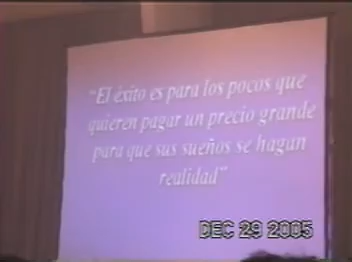 “El éxito es para los pocos que
quieren pagar un precio grande
para que sus sueños se hagan
realidad”
DEC 29 2005